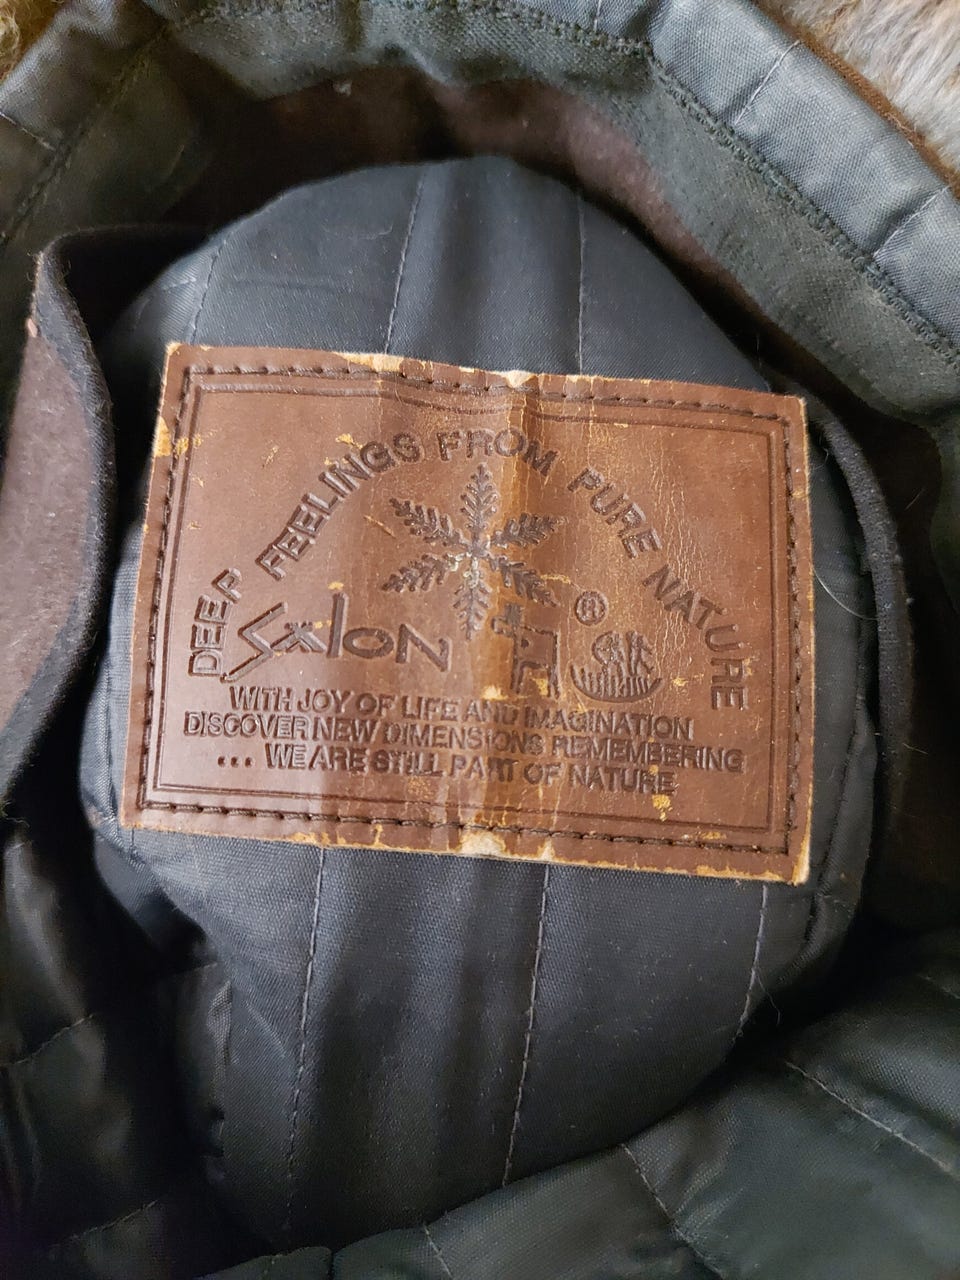 DEEP FEELINGS FROM PURE NATURE
®
WITH JOY OF LIFE AND IMAGINATION
DISCOVER NEW DIMENSIONS REMEMBERING
... WE ARE STILL PART OF NATURE